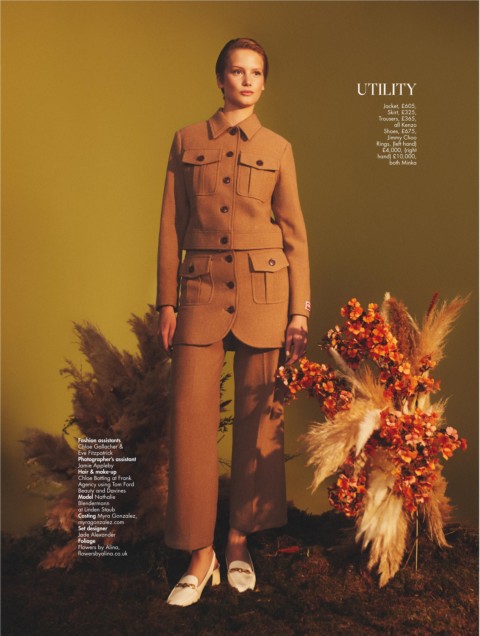 UTILITY
Jacket, £605,
Skirt, £325,
Trousers, £365,
all Kenzo
Shoes, £675,
Jimmy Choo
Rings, (left hand)
£4,000, (right
hand) £10,000,
both Minka
Fashion assistants
Chloe Gallacher &
Eve Fitzpatrick
Photographer's assistant
Jamie Appleby
Hair & make-up
Chloe Botting at Frank
Agency using Tom Ford
Beauty and Davines
Model Nathalie
Blendermann
at Linden Staub
Casting Myra Gonzalez,
myragonzalez.com
Set designer
Jade Alexander
Foliage
Flowers by Alina,
flowersbyalina.co.uk